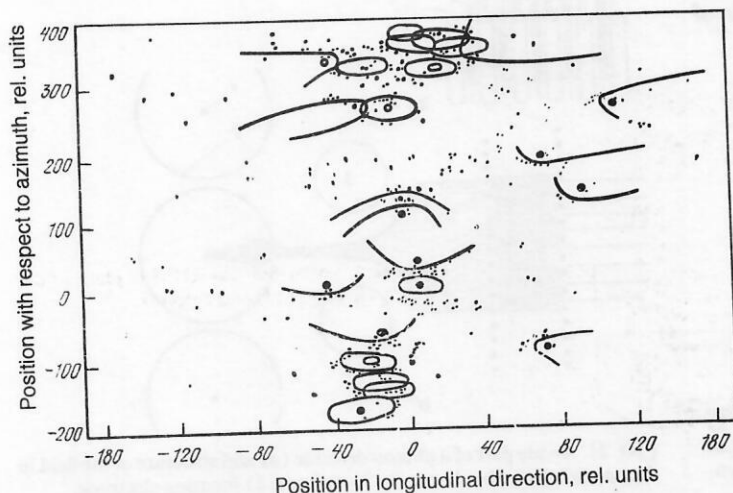 Position with respect to azimuth, rel. units
400
300
200
100
0
-100
-200
-180 -120 - 80 -40 0 40 80 120 180
Position in longitudinal direction, rel. units